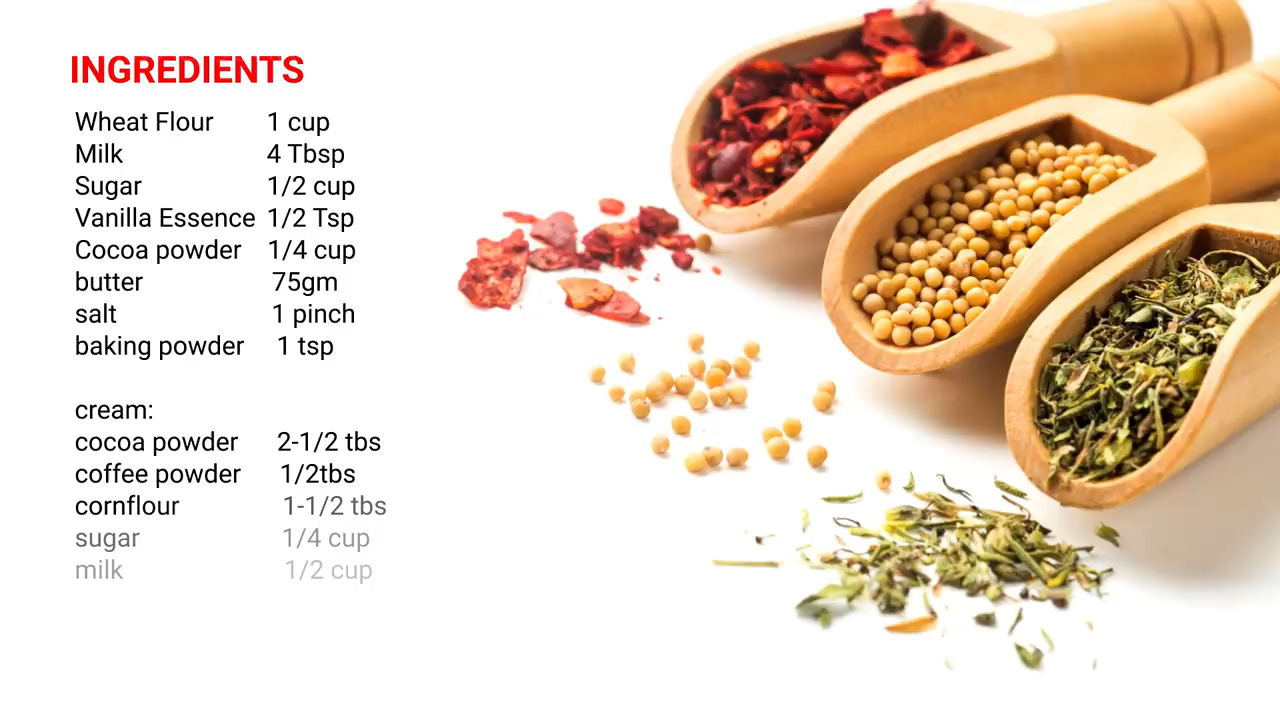 INGREDIENTS
Wheat Flour 1 cup
Milk 4 Tbsp
Sugar 1/2 cup
Vanilla Essence 1/2 Tsp
Cocoa powder 1/4 cup
butter 75gm
salt 1 pinch
baking powder 1 tsp
cream:
cocoa powder 2-1/2 tbs
coffee powder 1/2tbs
cornflour 1-1/2 tbs
sugar 1/4 cup
milk 1/2 cup